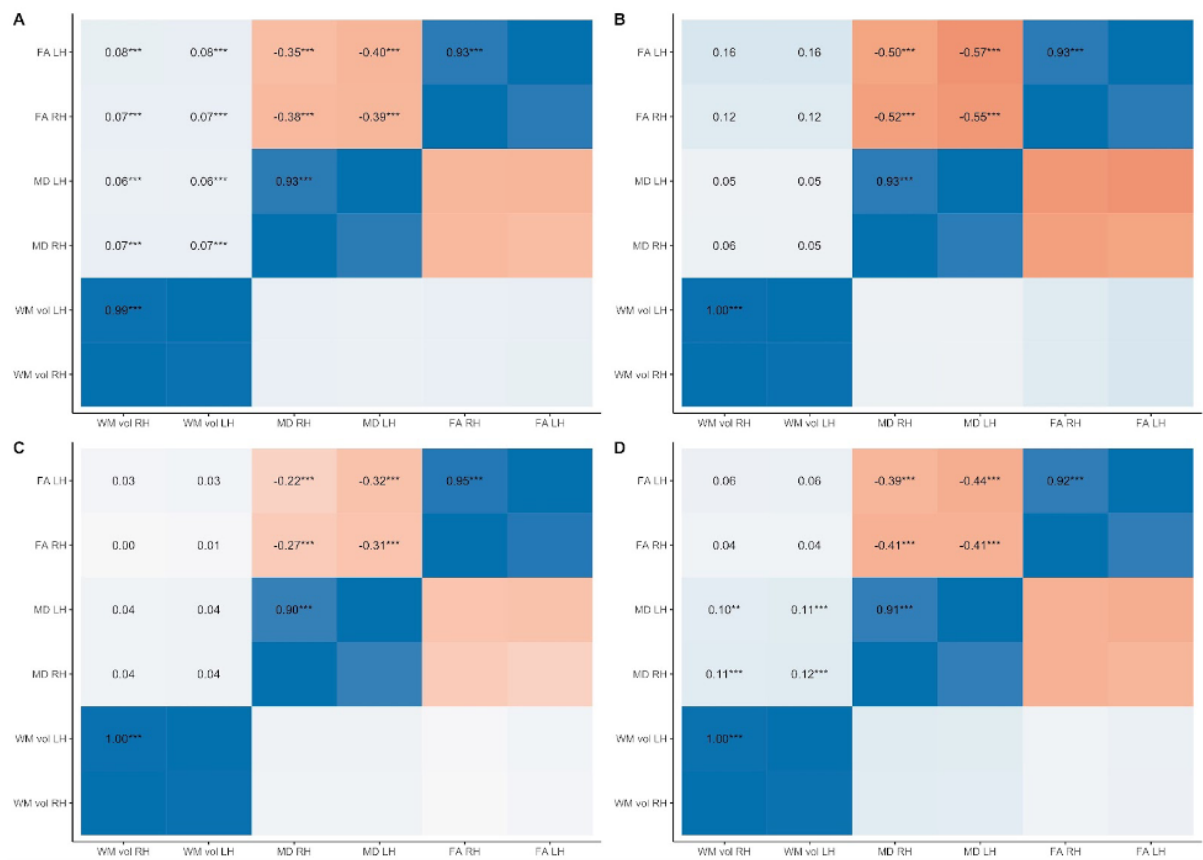 A
FA LH 0.08*** 0.08*** -0.35*** -0.40*** 0.93***
FA RH 0.07*** 0.07*** -0.38*** -0.39***
MD LH 0.06*** 0.06*** 0.93***
MD RH 0.07*** 0.07***
WM vol LH 0.99***
WM vol RH
WM vol RH WM vol LH MD RH MD LH FA RH FA LH
B
FA LH 0.16 0.16 -0.50*** -0.57*** 0.93***
FA RH 0.12 0.12 -0.52*** -0.55***
MD LH 0.05 0.05 0.93***
MD RH 0.06 0.05
WM vol LH 1.00***
WM vol RH
WM vol RH WM vol LH MD RH MD LH FA RH FA LH
C
FA LH 0.03 0.03 -0.22*** -0.32*** 0.95***
FA RH 0.00 0.01 -0.27*** -0.31***
MD LH 0.04 0.04 0.90***
MD RH 0.04 0.04
WM vol LH 1.00***
WM vol RH
WM vol RH WM vol LH MD RH MD LH FA RH FA LH
D
FA LH 0.06 0.06 -0.39*** -0.44*** 0.92***
FA RH 0.04 0.04 -0.41*** -0.41***
MD LH 0.10** 0.11*** 0.91***
MD RH 0.11*** 0.12***
WM vol LH 1.00***
WM vol RH
WM vol RH WM vol LH MD RH MD LH FA RH FA LH